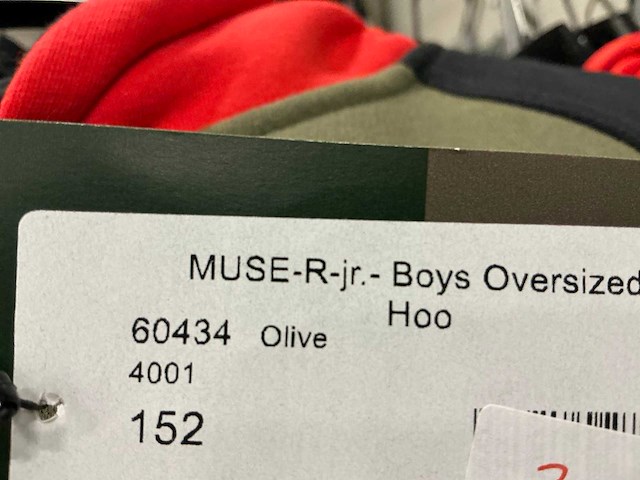 MUSE-R-jr.- Boys Oversized
Hoo
60434 Olive
4001
152